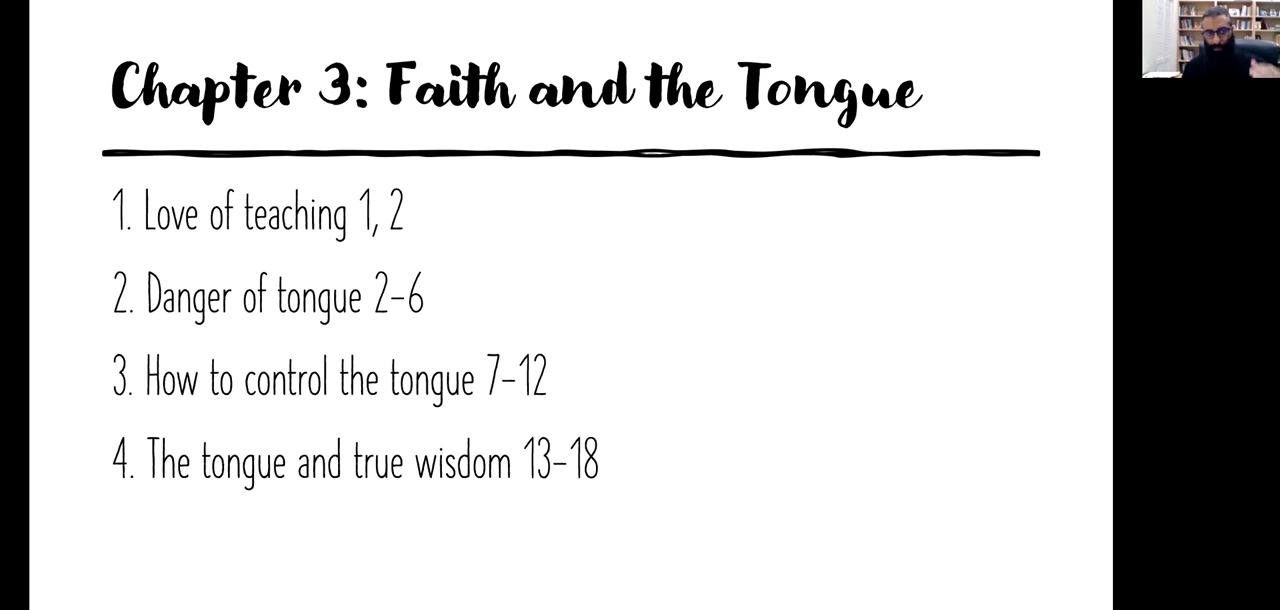 Chapter 3: Faith and the Tongue
1. Love of teaching 1, 2
2. Danger of tongue 2-6
3. How to control the tongue 7-12
4. The tongue and true wisdom 13-18